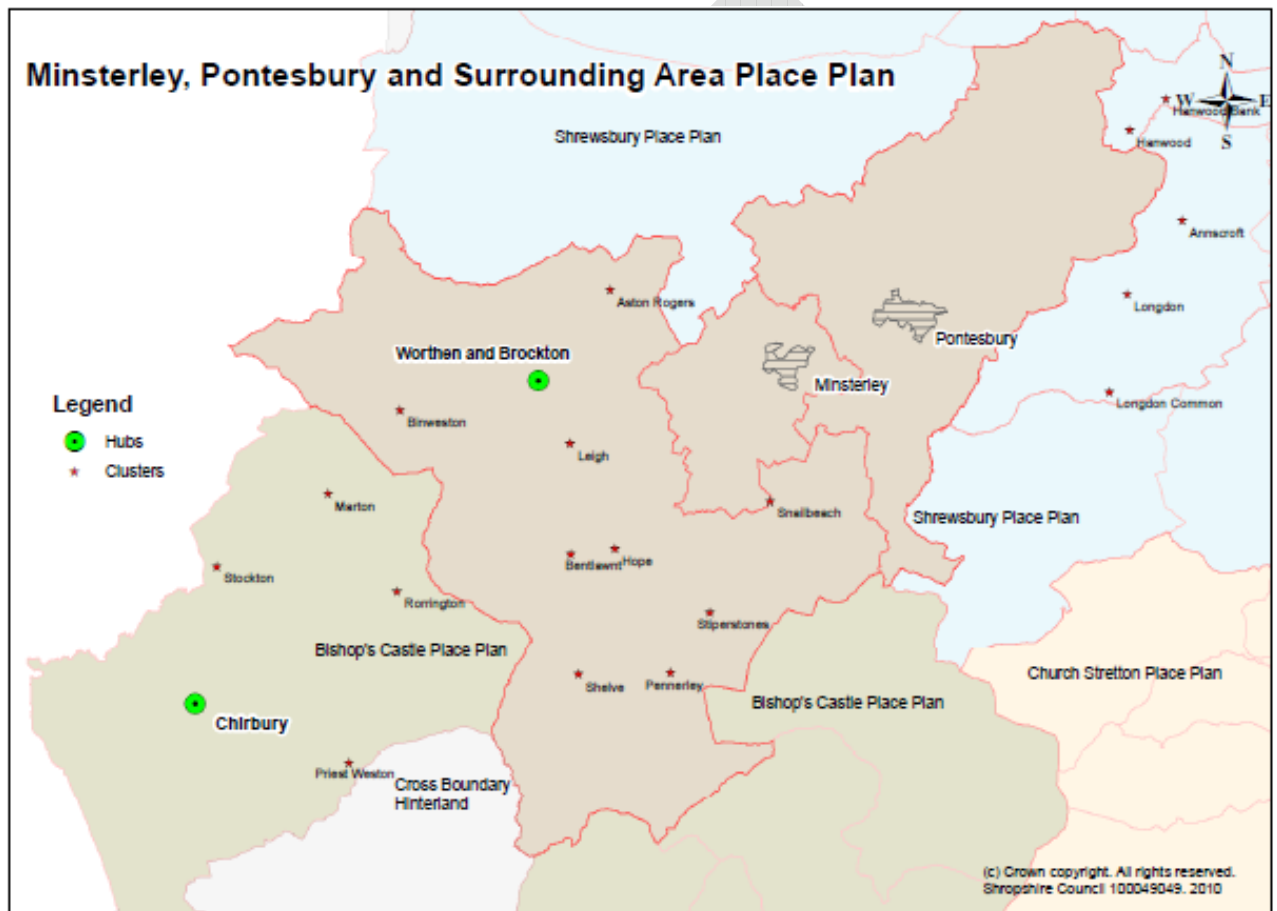 Minsterley, Pontesbury and Surrounding Area Place Plan
N
W
E
S
Hanwood Bank
Hanwood
Shrewsbury Place Plan
Annscroft
Aston Rogers
Longdon
Pontesbury
Worthen and Brockton
Minsterley
Longdon Common
Legend
Hubs
Clusters
Binweston
Leigh
Marton
Snailbeach
Shrewsbury Place Plan
Bentlawnt
Hope
Stockton
Rorrington
Stiperstones
Bishop's Castle Place Plan
Church Stretton Place Plan
Shelve
Pennerley
Bishop's Castle Place Plan
Chirbury
Priest Weston
Cross Boundary
Hinterland
(c) Crown copyright. All rights reserved.
Shropshire Council 100049049. 2010